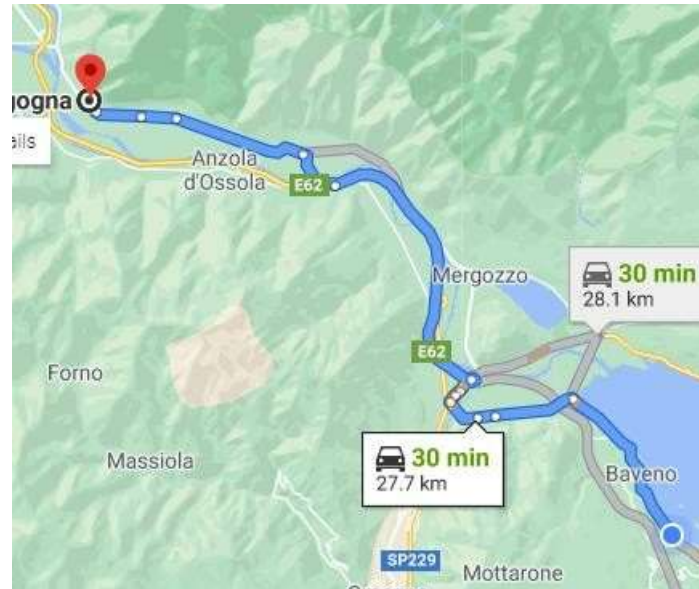 gogna
ails
Anzola
d'Ossola
E62
Mergozzo
30 min
28.1 km
E62
Forno
30 min
27.7 km
Massiola
Baveno
SP229
Mottarone